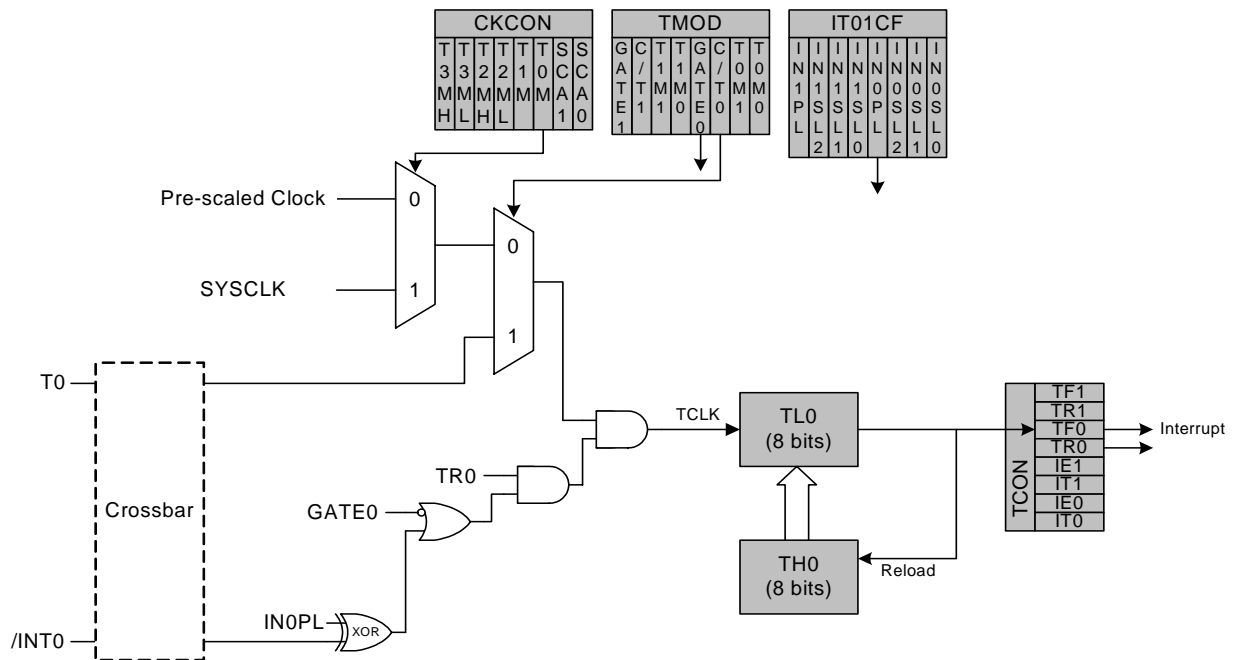 CKCON
TMOD
IT01CF
T3MH
T3ML
T2MH
T2ML
T1M
T0M
SCA1
SCA0
GATE1
C/T1
T1M1
T1M0
GATE0
C/T0
T0M1
T0M0
IN1PL
IN1SL2
IN1SL1
IN1SL0
IN0PL
IN0SL2
IN0SL1
IN0SL0
Pre-scaled Clock
0
SYSCLK
1
0
1
T0
Crossbar
/INT0
TR0
GATE0
IN0PL
XOR
TCLK
TL0
(8 bits)
TH0
(8 bits)
Reload
TCON
TF1
TR1
TF0
TR0
IE1
IT1
IE0
IT0
Interrupt